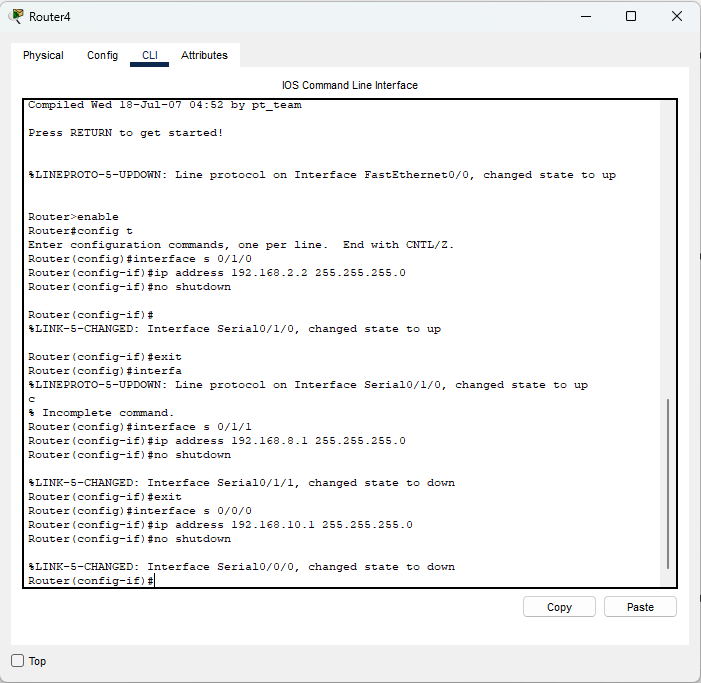 Router4
Physical Config CLI Attributes
IOS Command Line Interface
Compiled Wed 18-Jul-07 04:52 by pt_team
Press RETURN to get started!
%LINEPROTO-5-UPDOWN: Line protocol on Interface FastEthernet0/0, changed state to up
Router>enable
Router#config t
Enter configuration commands, one per line.  End with CNTL/Z.
Router(config)#interface s 0/1/0
Router(config-if)#ip address 192.168.2.2 255.255.255.0
Router(config-if)#no shutdown
Router(config-if)#
%LINK-5-CHANGED: Interface Serial0/1/0, changed state to up
Router(config-if)#exit
Router(config)#interfa
%LINEPROTO-5-UPDOWN: Line protocol on Interface Serial0/1/0, changed state to up
c
% Incomplete command.
Router(config)#interface s 0/1/1
Router(config-if)#ip address 192.168.8.1 255.255.255.0
Router(config-if)#no shutdown
%LINK-5-CHANGED: Interface Serial0/1/1, changed state to down
Router(config-if)#exit
Router(config)#interface s 0/0/0
Router(config-if)#ip address 192.168.10.1 255.255.255.0
Router(config-if)#no shutdown
%LINK-5-CHANGED: Interface Serial0/0/0, changed state to down
Router(config-if)#
Copy Paste
Top